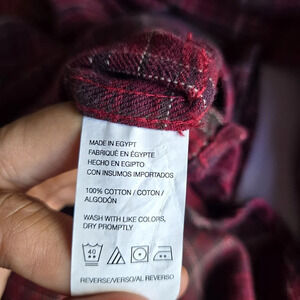 MADE IN EGYPT
FABRIQUÉ EN ÉGYPTE
HECHO EN EGIPTO
CON INSUMOS IMPORTADOS
100% COTTON / COTON /
ALGODÓN
WASH WITH LIKE COLORS,
DRY PROMPTLY
40
REVERSE/VERSO/AL REVERSO